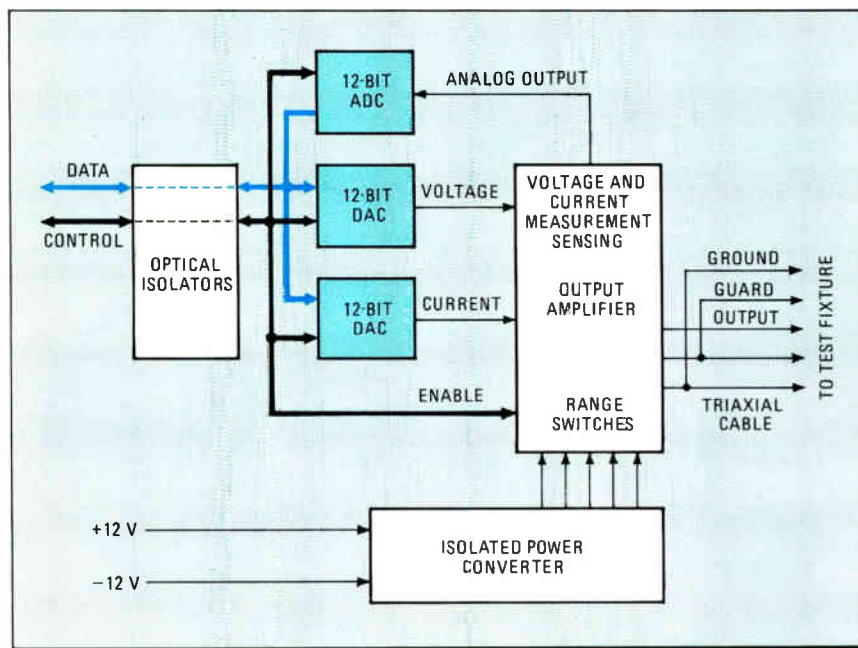 12-BIT
ADC
ANALOG OUTPUT
DATA
CONTROL
OPTICAL
ISOLATORS
12-BIT
DAC
VOLTAGE
12-BIT
DAC
CURRENT
ENABLE
VOLTAGE AND
CURRENT
MEASUREMENT
SENSING
OUTPUT
AMPLIFIER
RANGE
SWITCHES
GROUND
GUARD
OUTPUT
TRIAXIAL
CABLE
TO TEST FIXTURE
+12 V
−12 V
ISOLATED POWER
CONVERTER